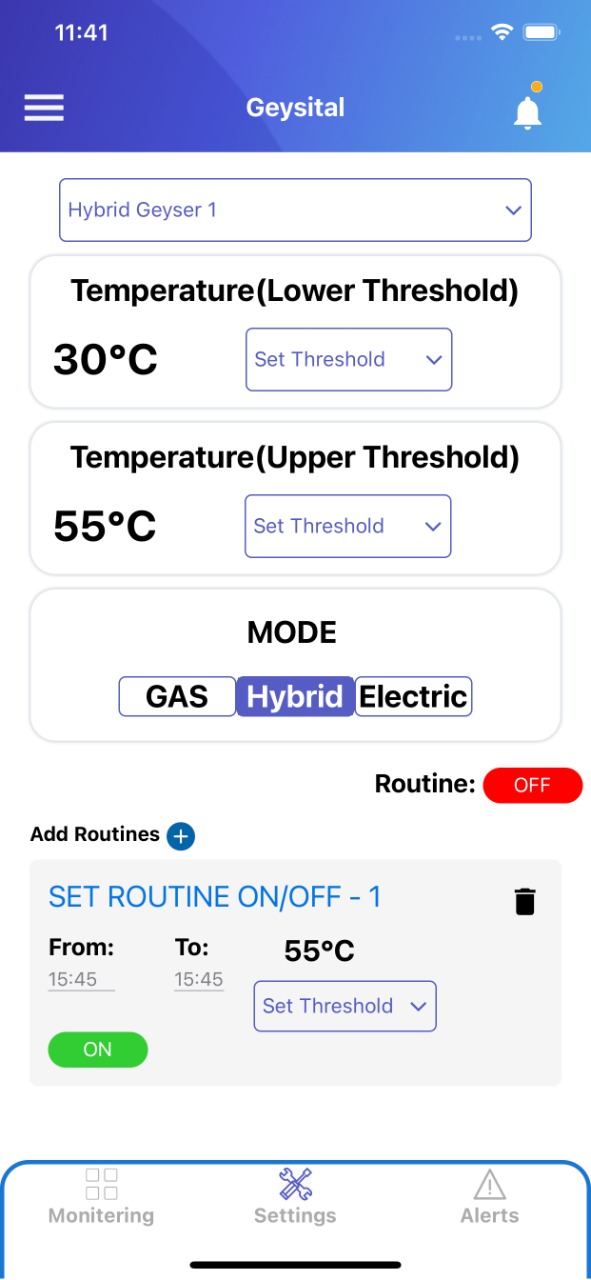 11:41
Geysital
Hybrid Geyser 1
Temperature(Lower Threshold)
30°C
Set Threshold
Temperature(Upper Threshold)
55°C
Set Threshold
MODE
GAS Hybrid Electric
Routine: OFF
Add Routines
SET ROUTINE ON/OFF - 1
From: To: 55°C
15:45 15:45
Set Threshold
ON
Monitering Settings Alerts